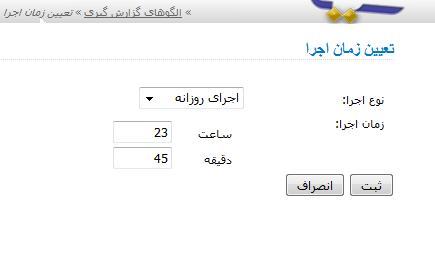 » الگوهای گزارش گیری » تعیین زمان اجرا
تعیین زمان اجرا
نوع اجرا: اجرای روزانه
زمان اجرا:
ساعت 23
دقیقه 45
ثبت انصراف